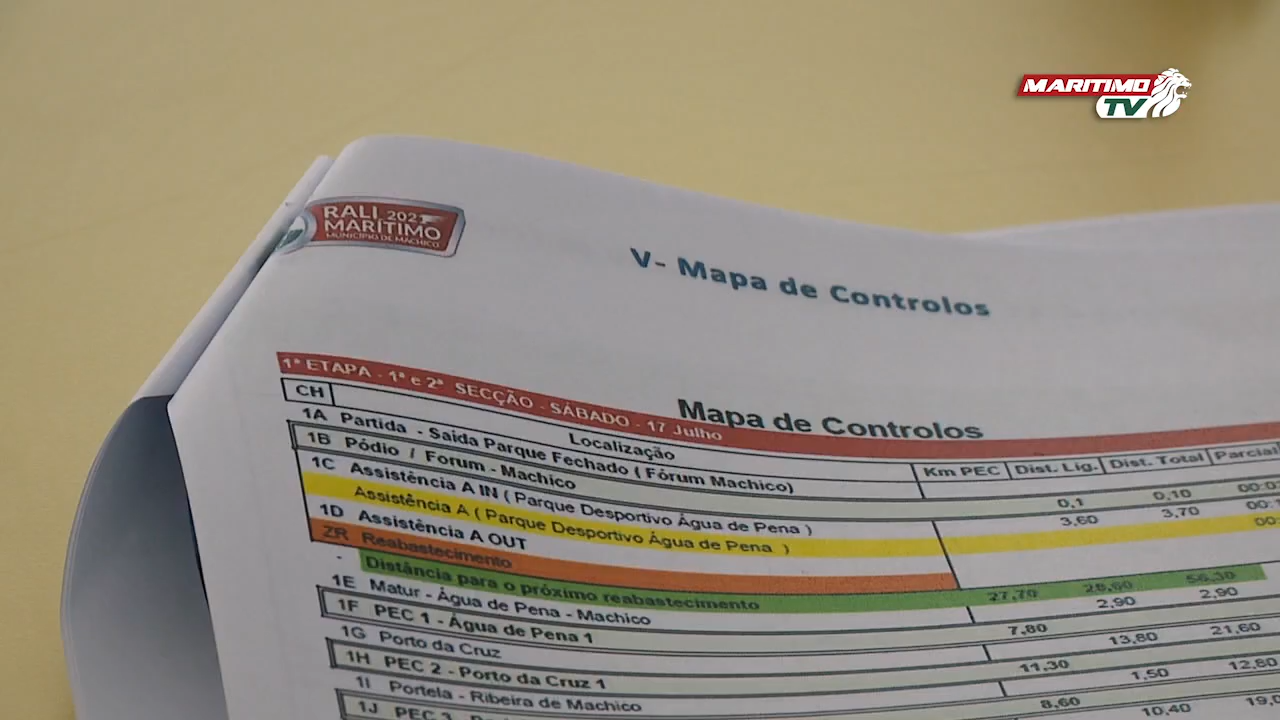 MARITIMO
TV
RALI 2021
MARÍTIMO
MUNICÍPIO DE MACHICO
V- Mapa de Controlos
Mapa de Controlos
1ª ETAPA - 1ª e 2ª SECÇÃO - SÁBADO - 17 Julho
CH Localização Km PEC Dist. Lig. Dist. Total Parcial
1A Partida - Saida Parque Fechado ( Fórum Machico)
1B Pódio / Forum - Machico 0,1 0,10
1C Assistência A IN ( Parque Desportivo Água de Pena ) 3,60 3,70
Assistência A ( Parque Desportivo Água de Pena )
1D Assistência A OUT
ZR Reabastecimento
- Distância para o próximo reabastecimento 27,70 28,60 56,30
1E Matur - Água de Pena - Machico 2,90 2,90
1F PEC 1 - Água de Pena 1 7,80
1G Porto da Cruz 13,80 21,60
1H PEC 2 - Porto da Cruz 1 11,30
1I Portela - Ribeira de Machico 1,50 12,80
1J PEC 3 8,60
10,40